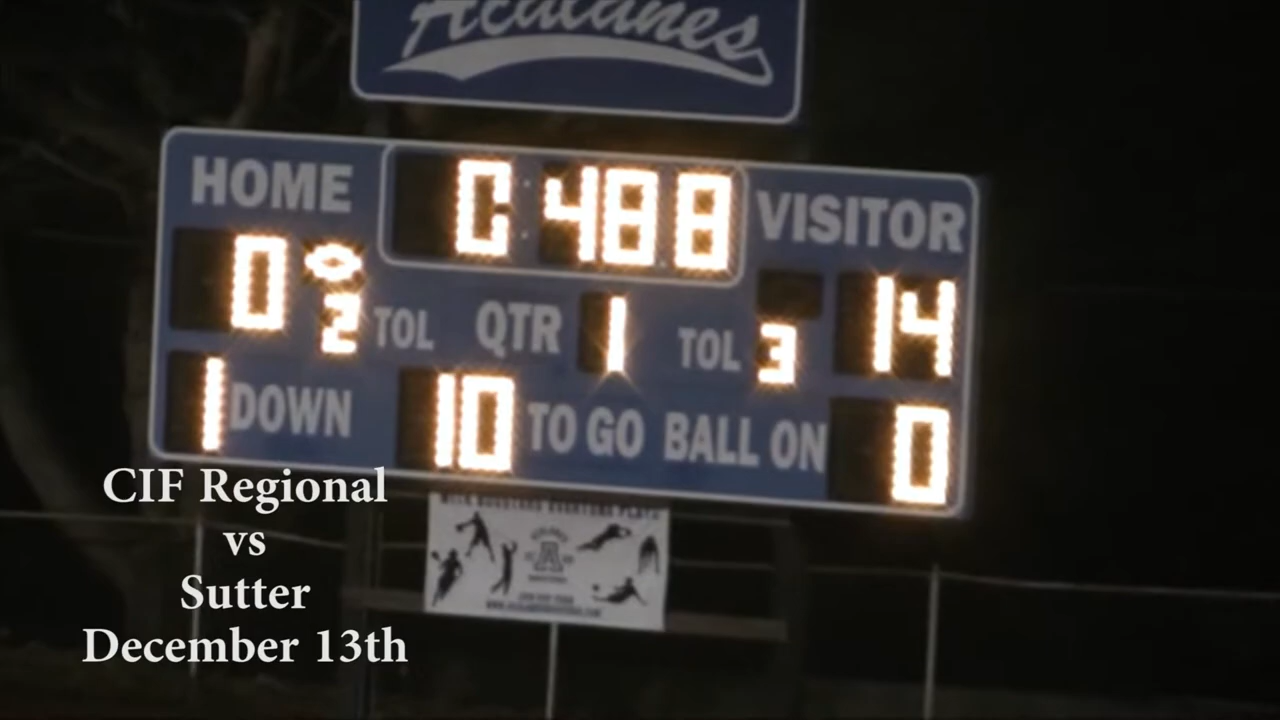 Acalanes
HOME
VISITOR
0
2 TOL QTR 1 TOL 3
14
1 DOWN 10 TO GO BALL ON 0
CIF Regional
vs
Sutter
December 13th